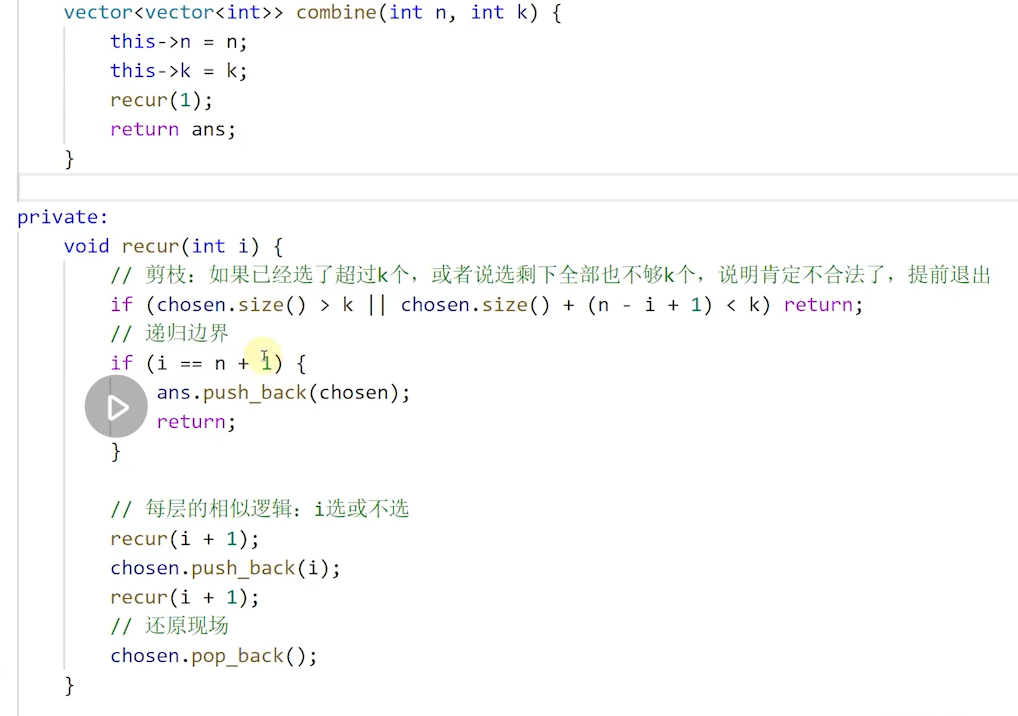 vector<vector<int>> combine(int n, int k) {
this->n = n;
this->k = k;
recur(1);
return ans;
}
private:
void recur(int i) {
// 剪枝：如果已经选了超过k个，或者说选剩下全部也不够k个，说明肯定不合法了，提前退出
if (chosen.size() > k || chosen.size() + (n - i + 1) < k) return;
// 递归边界
if (i == n + 1) {
ans.push_back(chosen);
return;
}
// 每层的相似逻辑：i选或不选
recur(i + 1);
chosen.push_back(i);
recur(i + 1);
// 还原现场
chosen.pop_back();
}